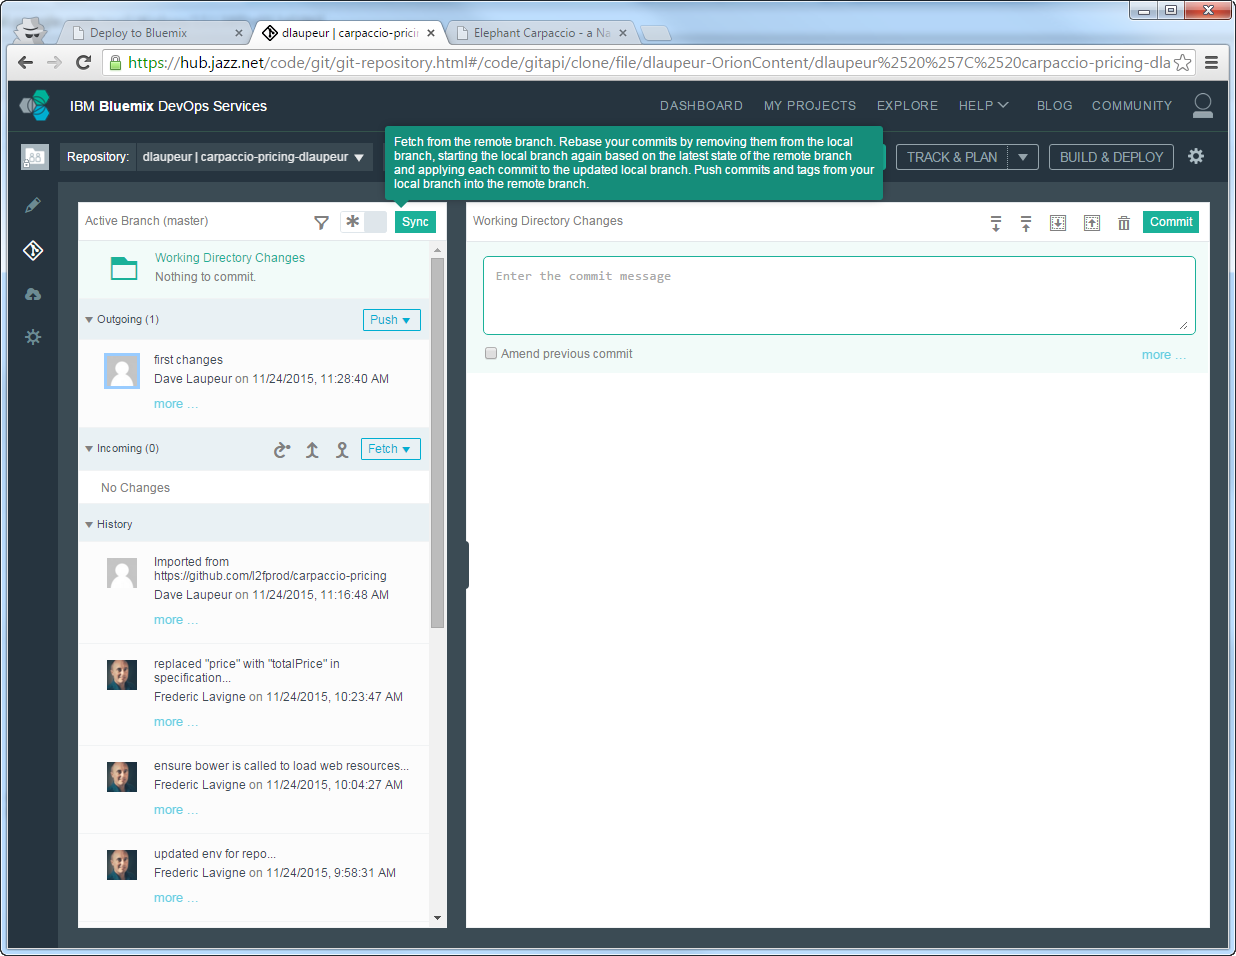 Deploy to Bluemix
dlaupeur | carpaccio-pricin
Elephant Carpaccio - a Na
https://hub.jazz.net/code/git/git-repository.html#/code/gitapi/clone/file/dlaupeur-OrionContent/dlaupeur%2520%257C%2520carpaccio-pricing-dla
IBM Bluemix DevOps Services
DASHBOARD
MY PROJECTS
EXPLORE
HELP
BLOG
COMMUNITY
Repository:
dlaupeur | carpaccio-pricing-dlaupeur
Fetch from the remote branch. Rebase your commits by removing them from the local
branch, starting the local branch again based on the latest state of the remote branch
and applying each commit to the updated local branch. Push commits and tags from your
local branch into the remote branch.
TRACK & PLAN
BUILD & DEPLOY
Active Branch (master)
Sync
Working Directory Changes
Nothing to commit.
Outgoing (1)
Push
first changes
Dave Laupeur on 11/24/2015, 11:28:40 AM
more ...
Incoming (0)
Fetch
No Changes
History
Imported from
https://github.com/l2fprod/carpaccio-pricing
Dave Laupeur on 11/24/2015, 11:16:48 AM
more ...
replaced "price" with "totalPrice" in
specification...
Frederic Lavigne on 11/24/2015, 10:23:47 AM
more ...
ensure bower is called to load web resources...
Frederic Lavigne on 11/24/2015, 10:04:27 AM
more ...
updated env for repo...
Frederic Lavigne on 11/24/2015, 9:58:31 AM
more ...
Working Directory Changes
Commit
Enter the commit message
Amend previous commit
more ...